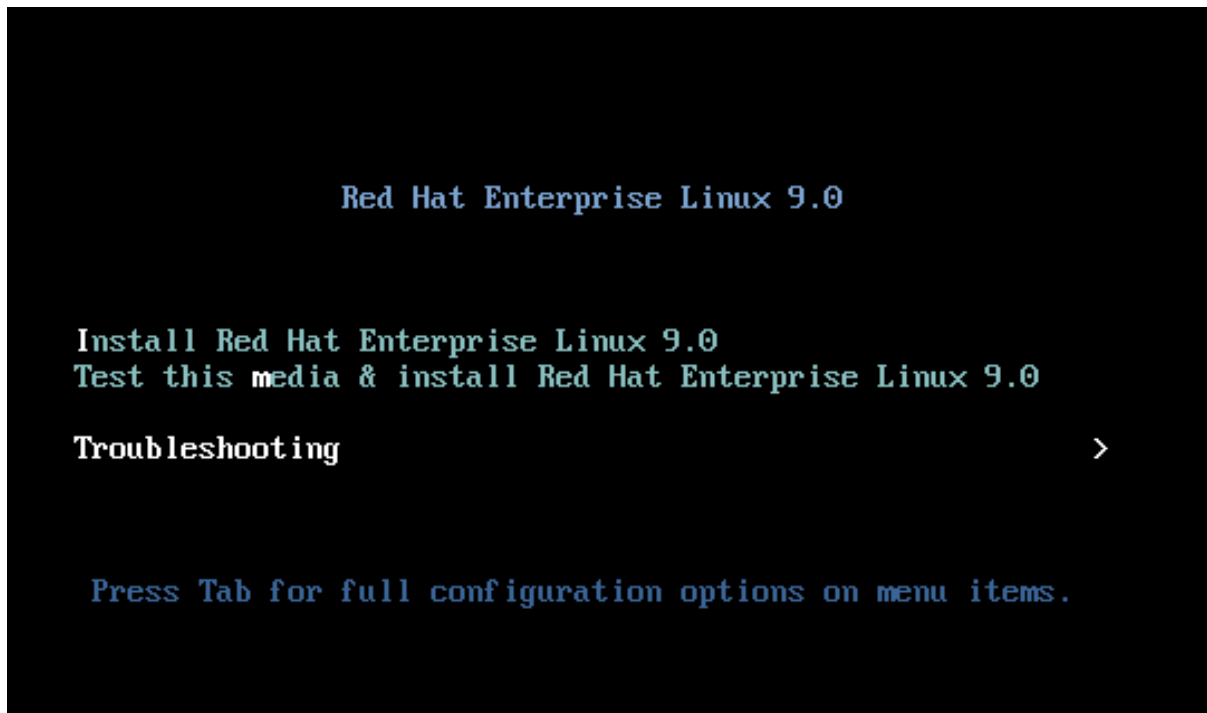 Red Hat Enterprise Linux 9.0
Install Red Hat Enterprise Linux 9.0
Test this media & install Red Hat Enterprise Linux 9.0
Troubleshooting >
Press Tab for full configuration options on menu items.